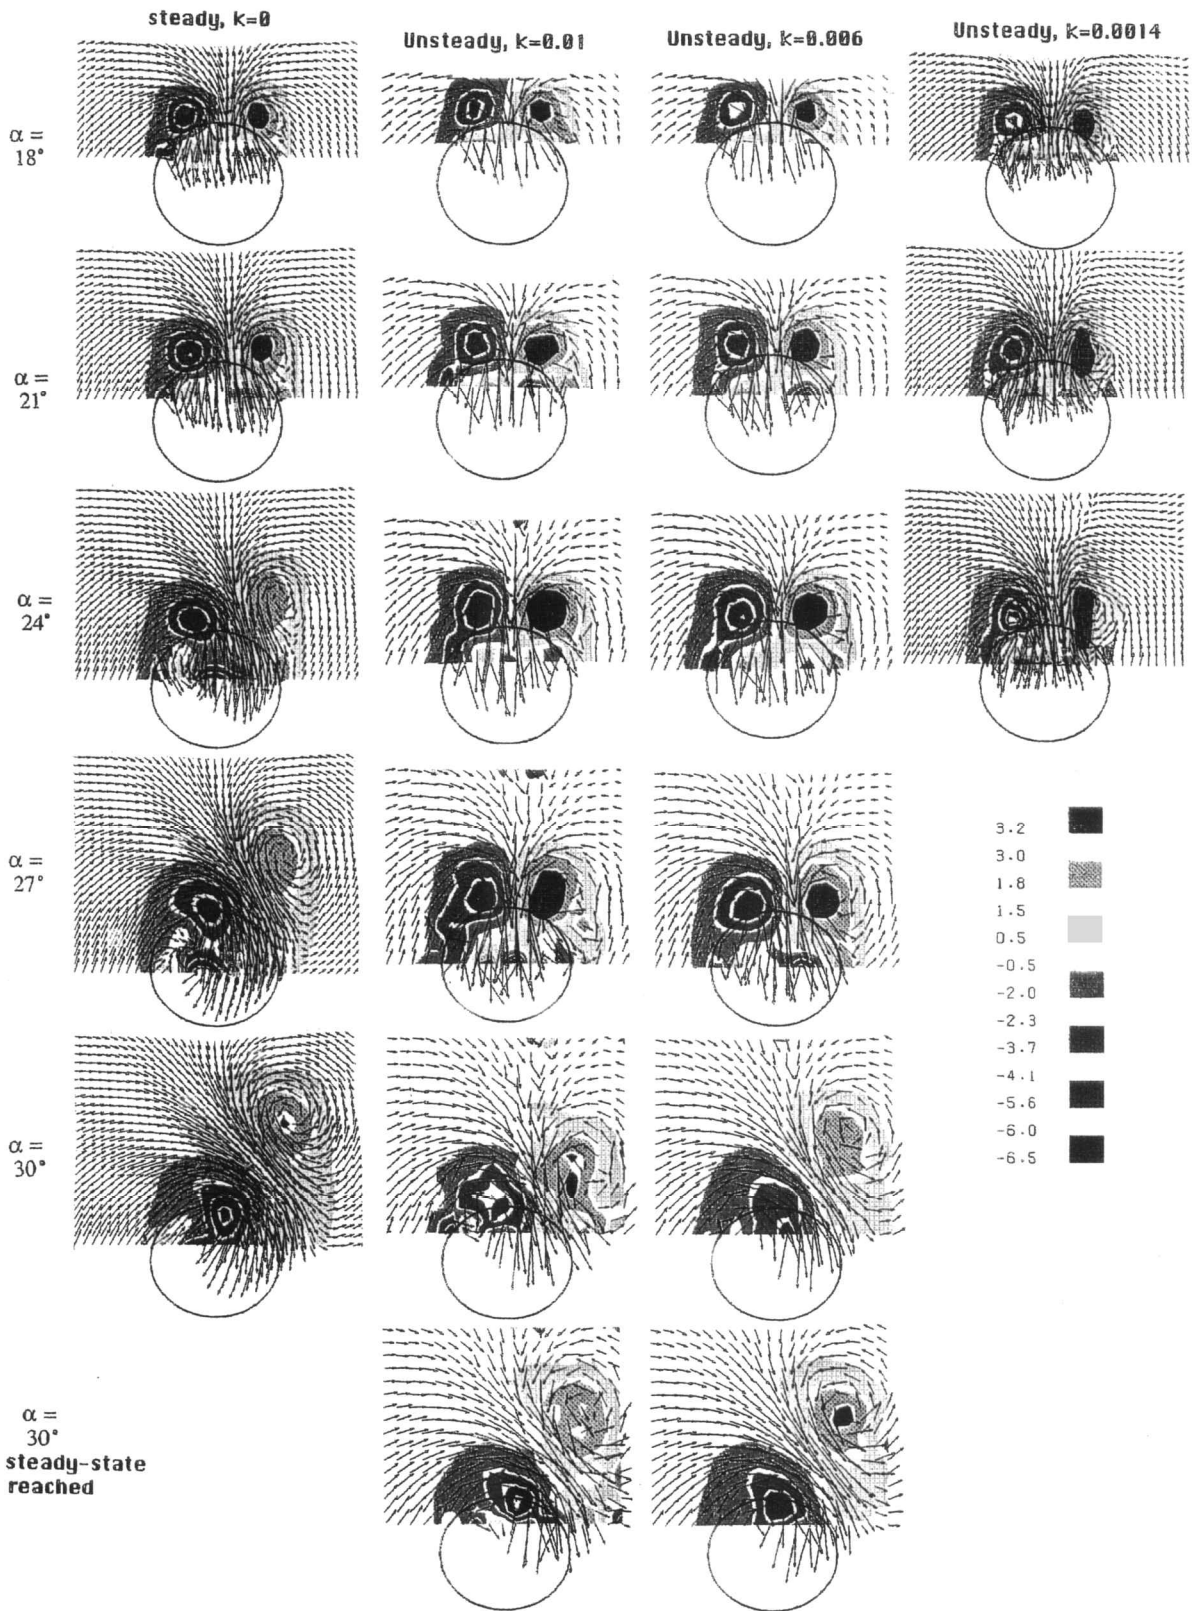 steady, k=0
Unsteady, k=0.01
Unsteady, k=0.006
Unsteady, k=0.0014
α =
18°
α =
21°
α =
24°
α =
27°
α =
30°
α =
30°
steady-state
reached
3.2
3.0
1.8
1.5
0.5
-0.5
-2.0
-2.3
-3.7
-4.1
-5.6
-6.0
-6.5